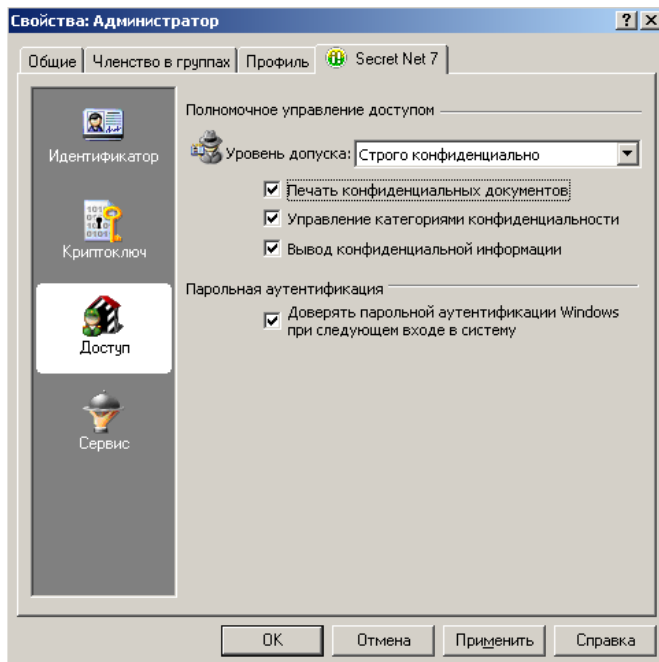 Свойства: Администратор
Общие
Членство в группах
Профиль
Secret Net 7
Идентификатор
Криптоключ
Доступ
Сервис
Полномочное управление доступом
Уровень допуска:
Строго конфиденциально
Печать конфиденциальных документов
Управление категориями конфиденциальности
Вывод конфиденциальной информации
Парольная аутентификация
Доверять парольной аутентификации Windows
при следующем входе в систему
ОК
Отмена
Применить
Справка